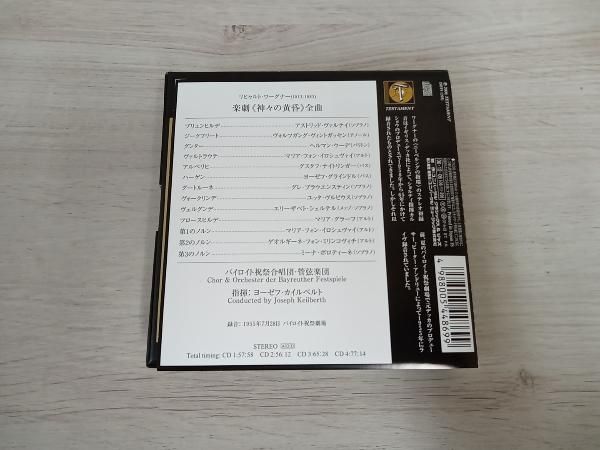 リヒャルト・ワーグナー(1813-1883)
楽劇《神々の黄昏》全曲
ブリュンヒルデ アストリッド・ヴァルナイ(ソプラノ)
ジークフリート ヴォルフガング・ヴィントガッセン(テノール)
グンター ヘルマン・ウーデ(バリトン)
ヴァルトラウテ マリア・フォン・イロシュヴァイ(アルト)
アルベリヒ グスタフ・ナイトリンガー(バス)
ハーゲン ヨーゼフ・グラインドル(バス)
グートルーネ グレ・ブラウエンスティン(ソプラノ)
ヴォークリンデ ユッタ・ヴルピウス(ソプラノ)
ヴェルグンデ エリーザベト・シェルテル(メッゾ・ソプラノ)
フロースヒルデ マリア・グラーフ(アルト)
第1のノルン マリア・フォン・イロシュヴァイ(アルト)
第2のノルン ゲオルギーネ・フォン・ミリンコヴィチ(アルト)
第3のノルン ミーナ・ボロティーネ(ソプラノ)
バイロイト祝祭合唱団・管弦楽団
Chor & Orchester der Bayreuther Festspiele
指揮:ヨーゼフ・カイルベルト
Conducted by Joseph Keilberth
録音:1955年7月28日 バイロイト祝祭劇場
STEREO ADD
Total timing: CD 1:57:58 CD 2:56:12 CD 3:65:28 CD 4:77:14
TESTAMENT
4988005448699